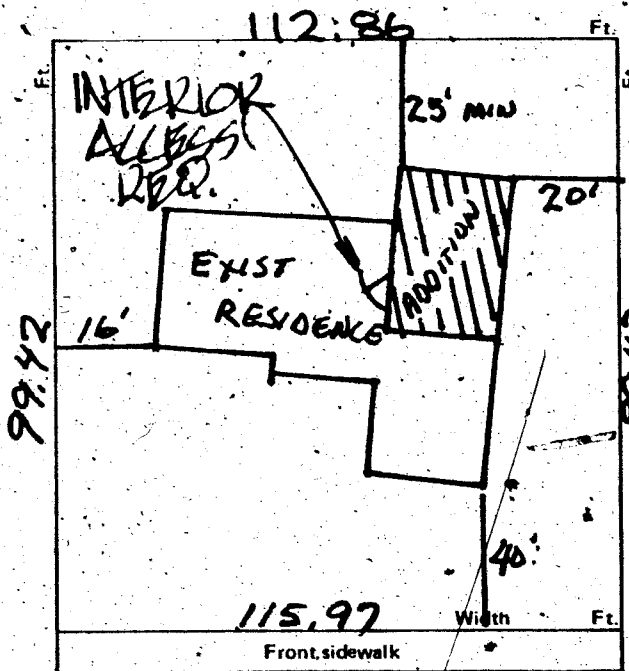 112.86 Ft.
Ft.
INTERIOR
ACCESS
REQ.
25' MIN
20'
ADDITION
EXIST
RESIDENCE
16'
99.42
40'
115.97 Width Ft.
Front sidewalk